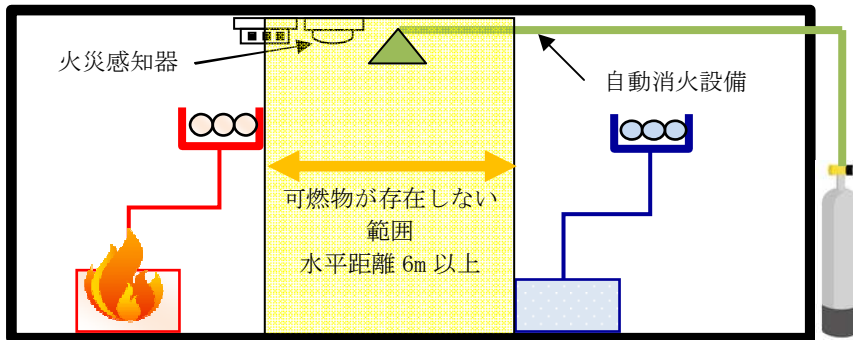 火災感知器
自動消火設備
可燃物が存在しない
範囲
水平距離 6m 以上